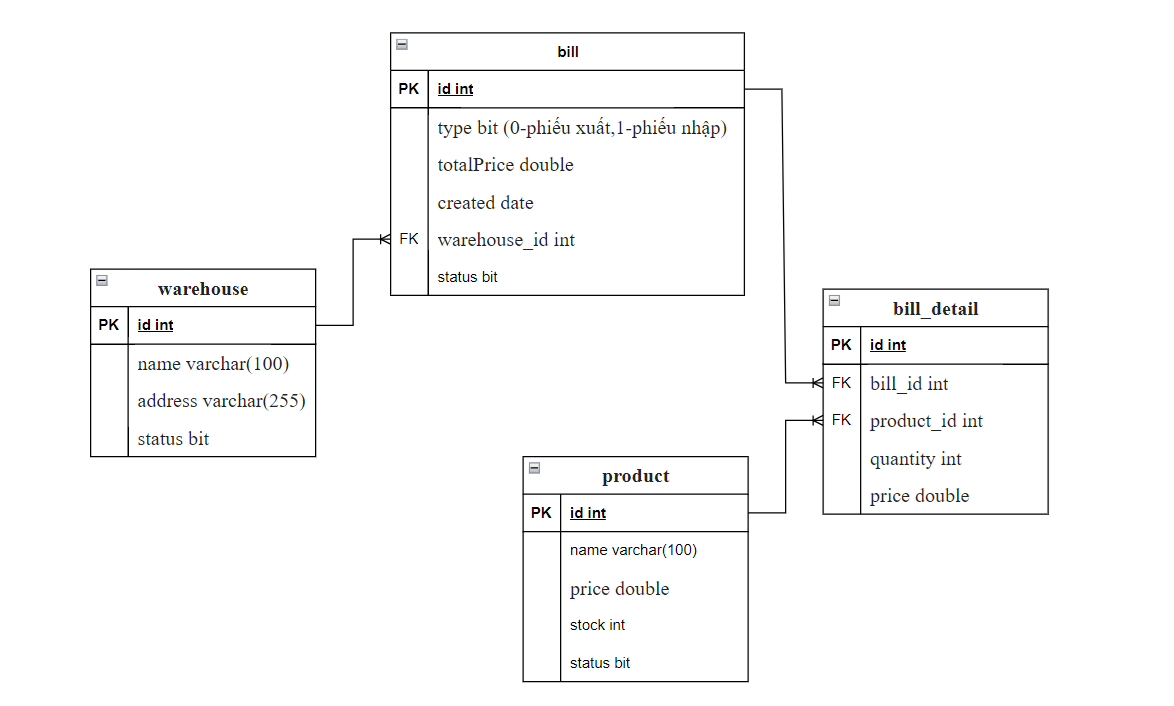 bill
PK id int
type bit (0-phiếu xuất,1-phiếu nhập)
totalPrice double
created date
FK warehouse_id int
status bit
warehouse
PK id int
name varchar(100)
address varchar(255)
status bit
bill_detail
PK id int
FK bill_id int
FK product_id int
quantity int
price double
product
PK id int
name varchar(100)
price double
stock int
status bit